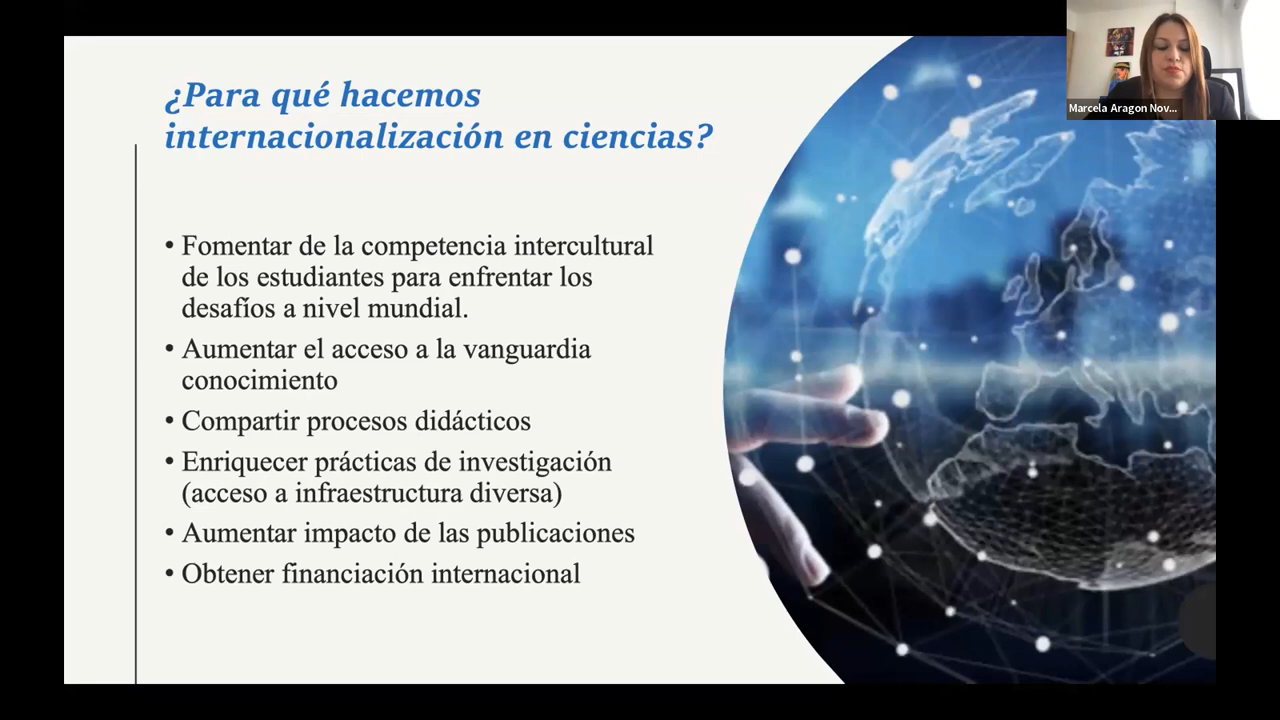 ¿Para qué hacemos
internacionalización en ciencias?
• Fomentar de la competencia intercultural
de los estudiantes para enfrentar los
desafíos a nivel mundial.
• Aumentar el acceso a la vanguardia
conocimiento
• Compartir procesos didácticos
• Enriquecer prácticas de investigación
(acceso a infraestructura diversa)
• Aumentar impacto de las publicaciones
• Obtener financiación internacional
Marcela Aragon Nov...